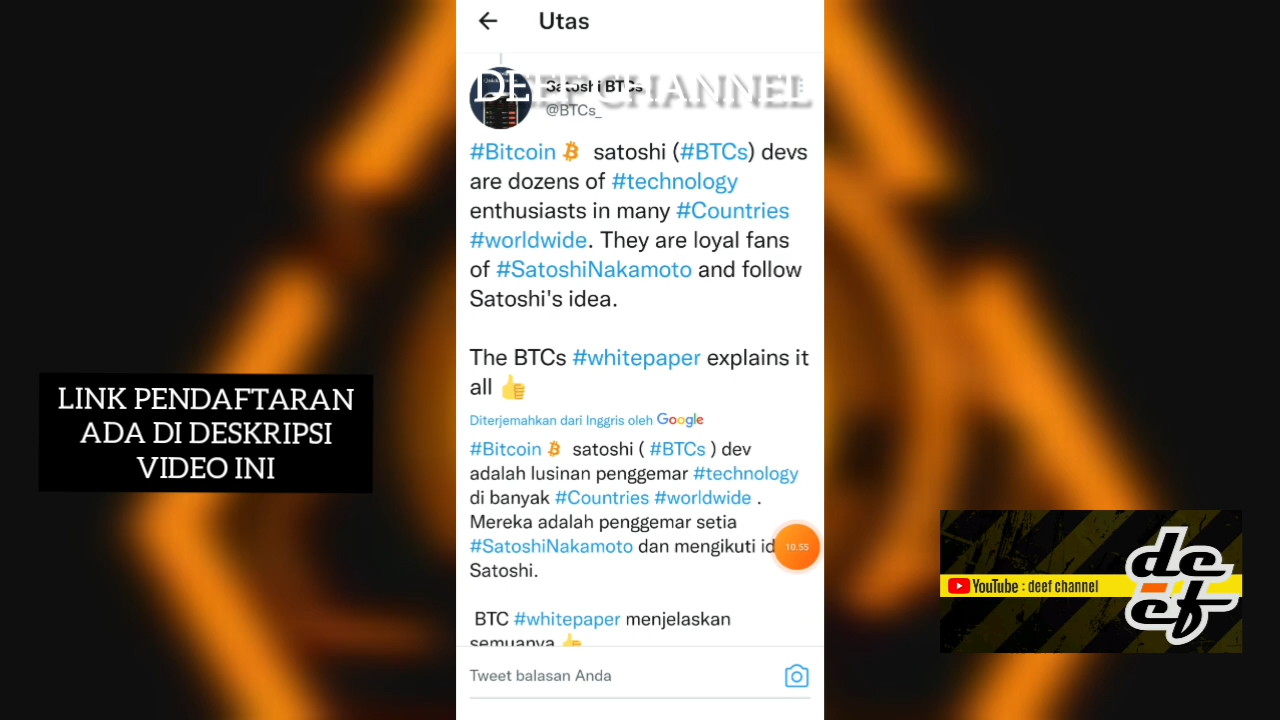 Utas
DEEF CHANNEL
Satoshi BTCs
@BTCs_
#Bitcoin satoshi (#BTCs) devs
are dozens of #technology
enthusiasts in many #Countries
#worldwide. They are loyal fans
of #SatoshiNakamoto and follow
Satoshi's idea.
The BTCs #whitepaper explains it
all 👍
Diterjemahkan dari Inggris oleh Google
#Bitcoin satoshi ( #BTCs ) dev
adalah lusinan penggemar #technology
di banyak #Countries #worldwide .
Mereka adalah penggemar setia
#SatoshiNakamoto dan mengikuti
10.55
Satoshi.
BTC #whitepaper menjelaskan
semuanya 👍
Tweet balasan Anda
LINK PENDAFTARAN
ADA DI DESKRIPSI
VIDEO INI
YouTube : deef channel
deef